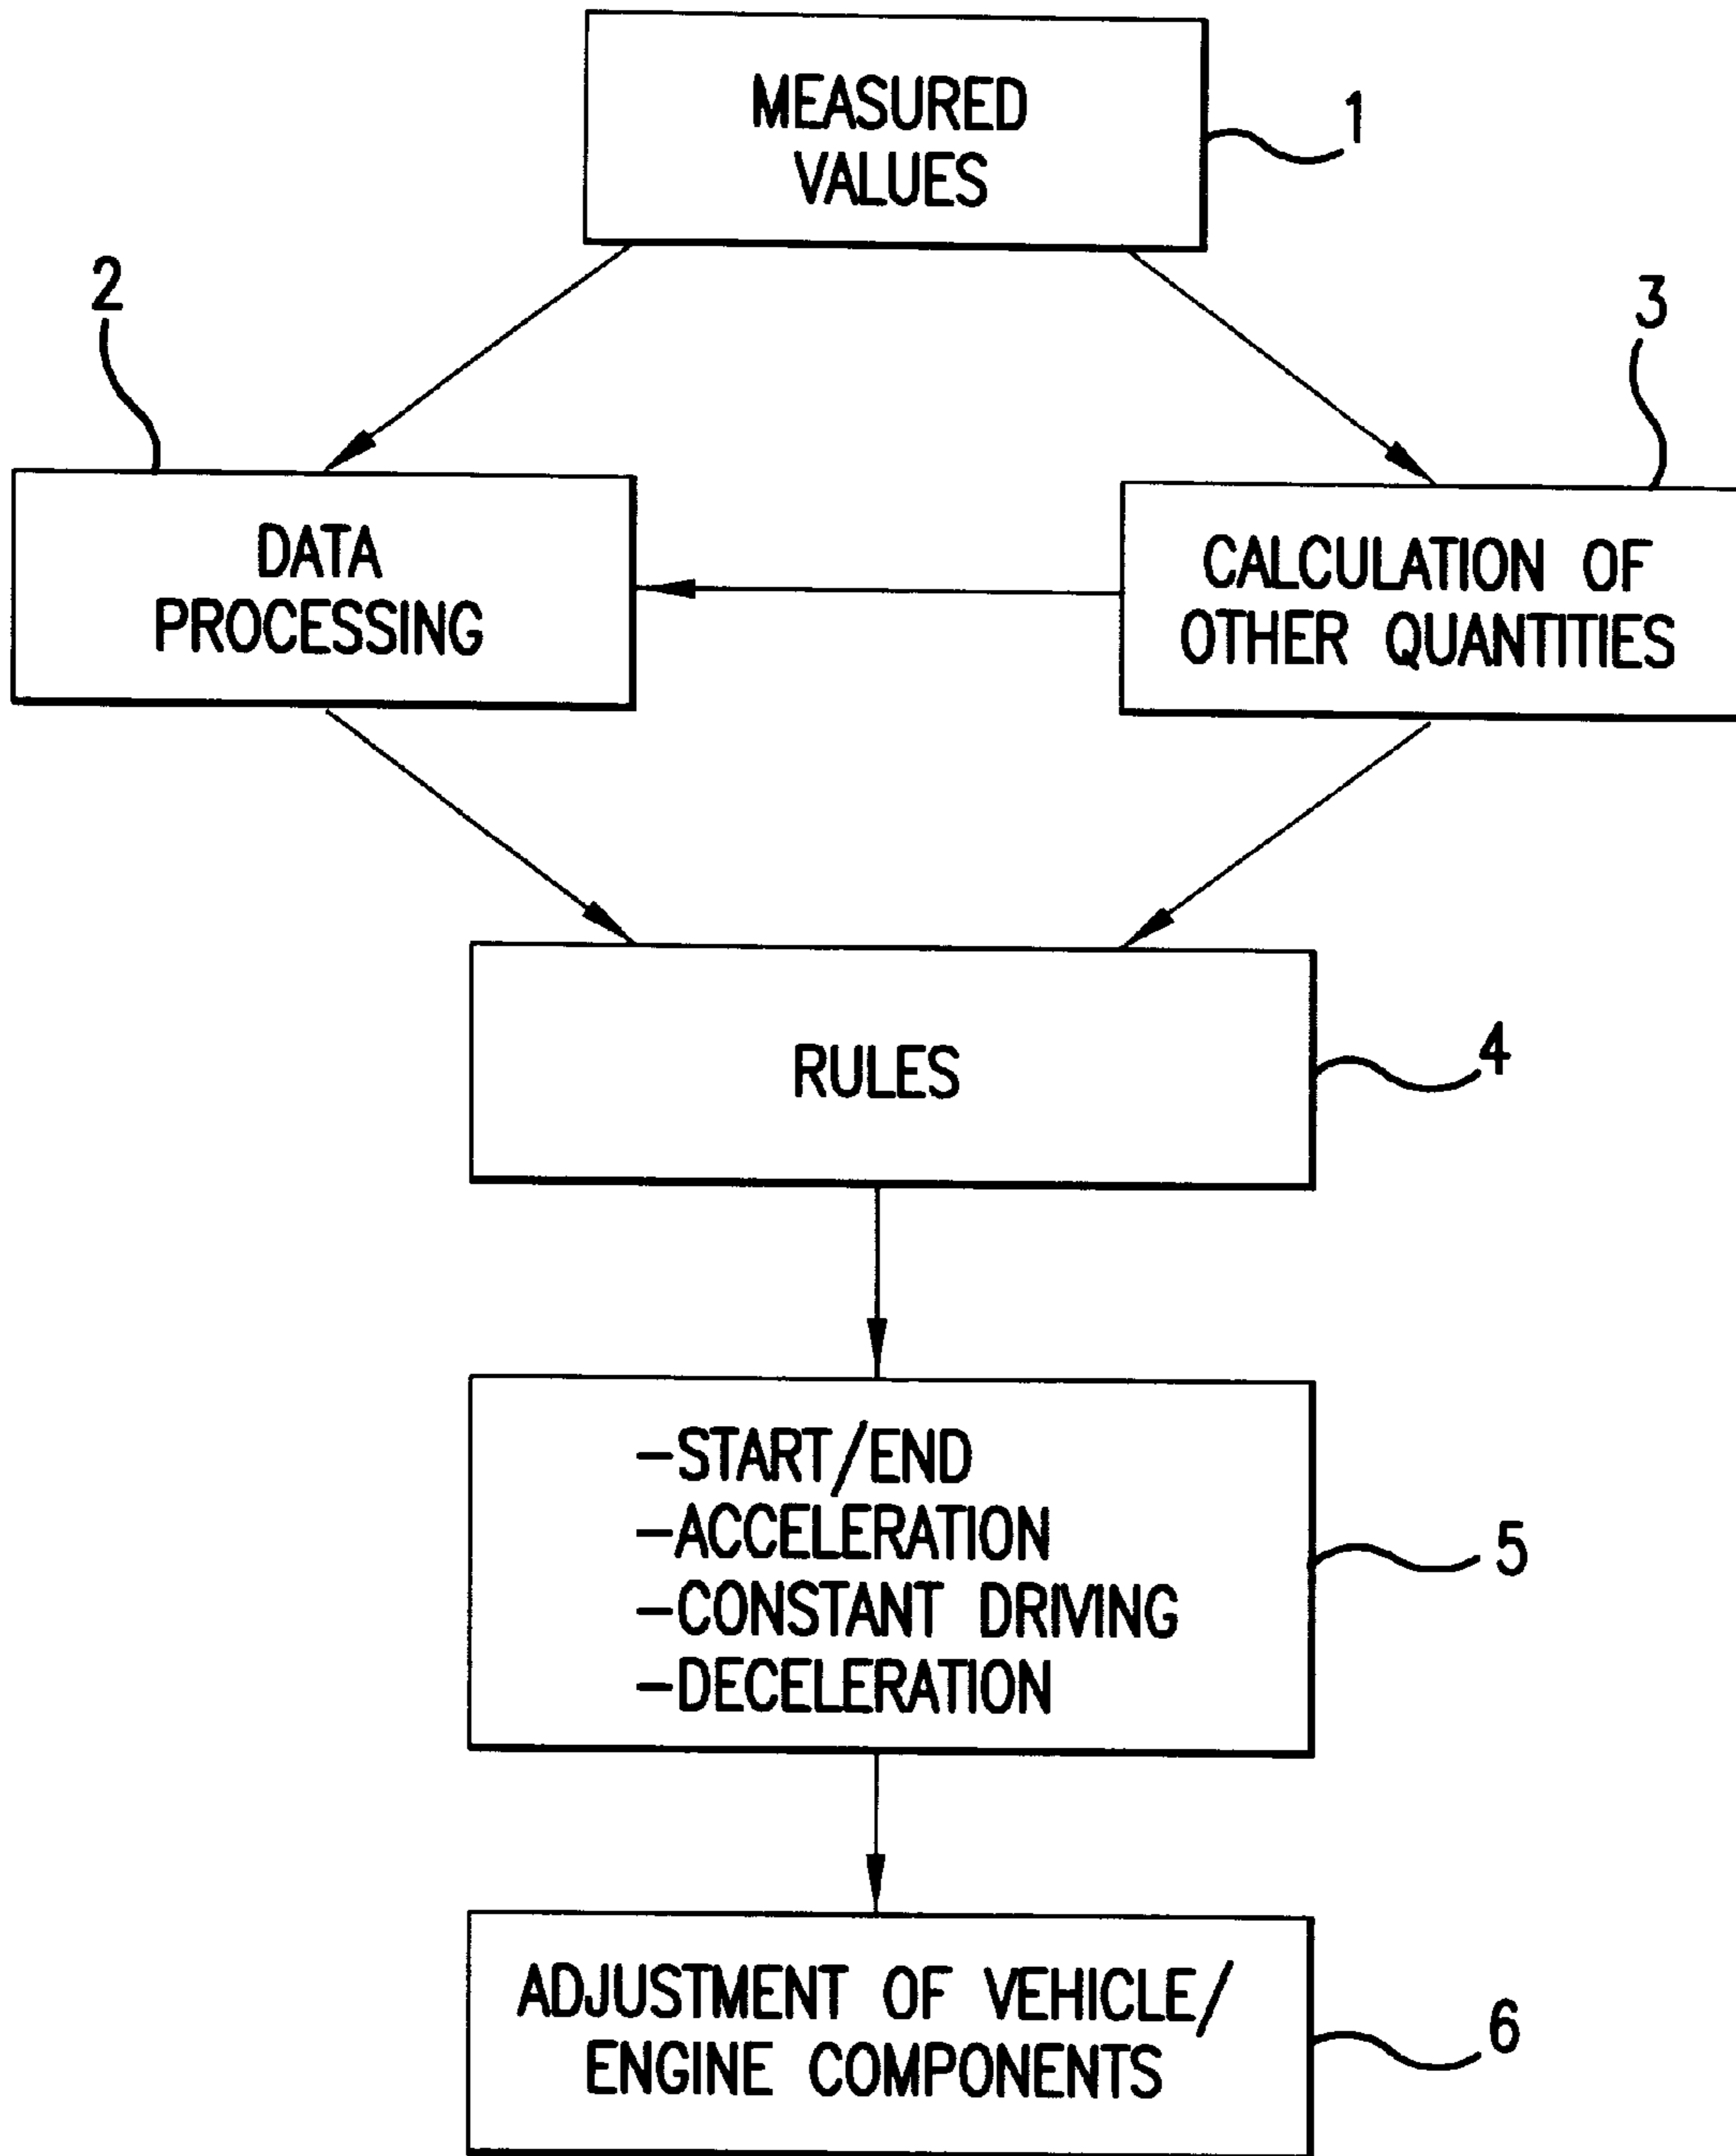 MEASURED
VALUES
1
2
3
DATA
PROCESSING
CALCULATION OF
OTHER QUANTITIES
RULES
4
-START/END
-ACCELERATION
-CONSTANT DRIVING
-DECELERATION
5
ADJUSTMENT OF VEHICLE/
ENGINE COMPONENTS
6